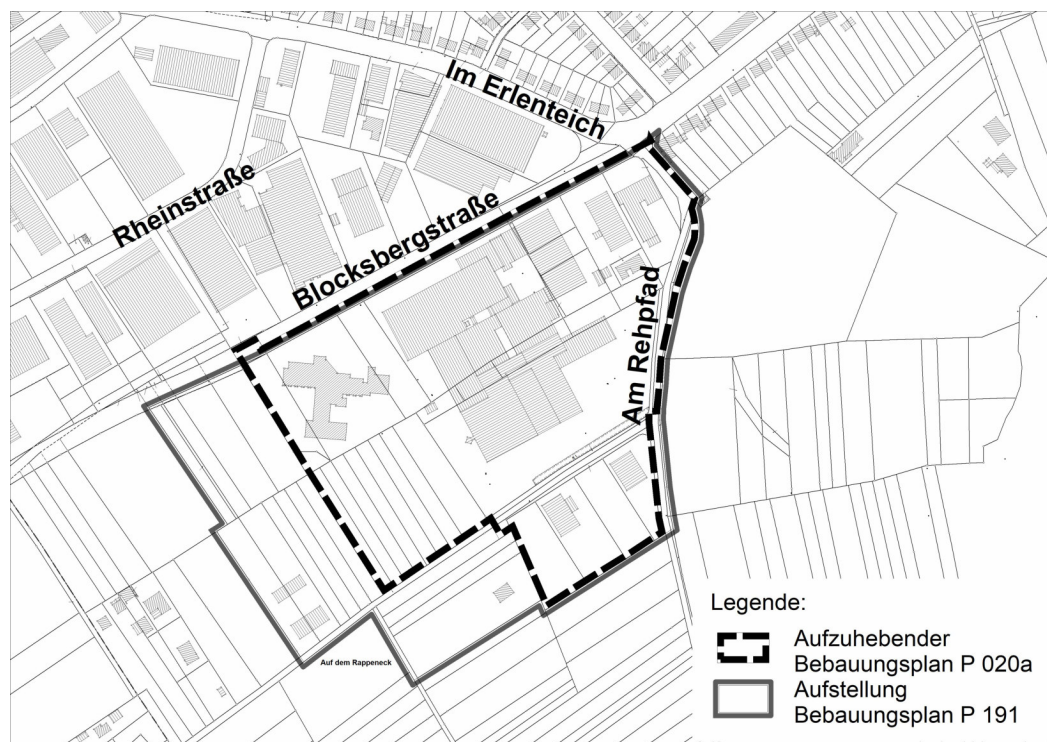 Im Erlenteich
Rheinstraße
Blocksbergstraße
Am Rehpfad
Auf dem Rappeneck
Legende:
Aufzuhebender
Bebauungsplan P 020a
Aufstellung
Bebauungsplan P 191